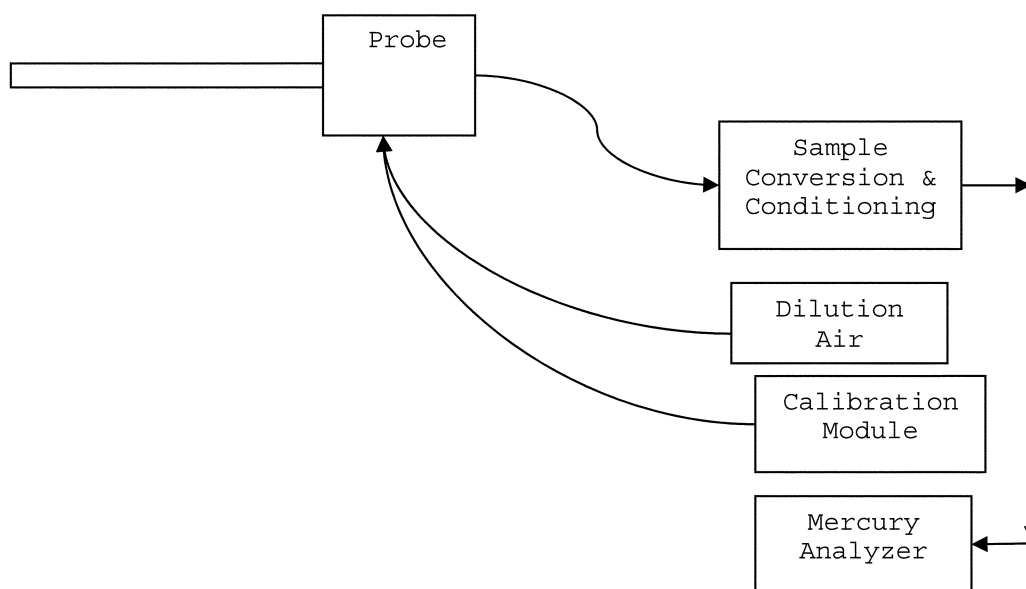 Probe
Sample
Conversion &
Conditioning
Dilution
Air
Calibration
Module
Mercury
Analyzer